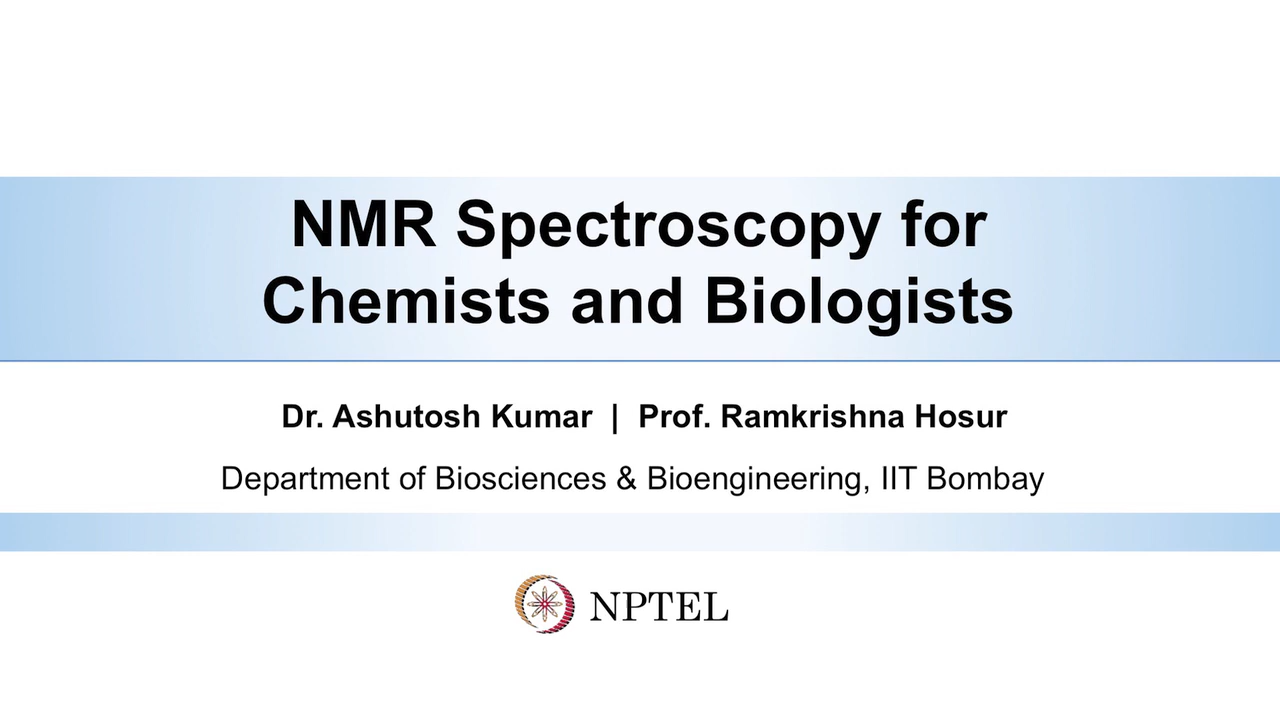 NMR Spectroscopy for
Chemists and Biologists
Dr. Ashutosh Kumar | Prof. Ramkrishna Hosur
Department of Biosciences & Bioengineering, IIT Bombay
NPTEL